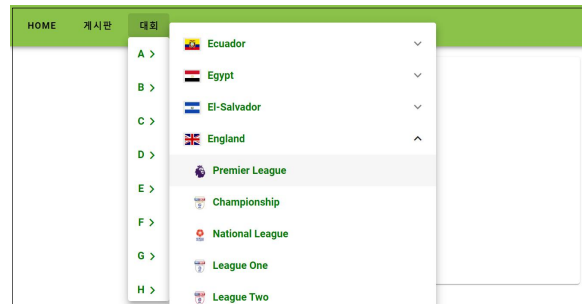 HOME 게시판 대회
A >
B >
C >
D >
E >
F >
G >
H >
Ecuador
Egypt
El-Salvador
England
Premier League
Championship
National League
League One
League Two